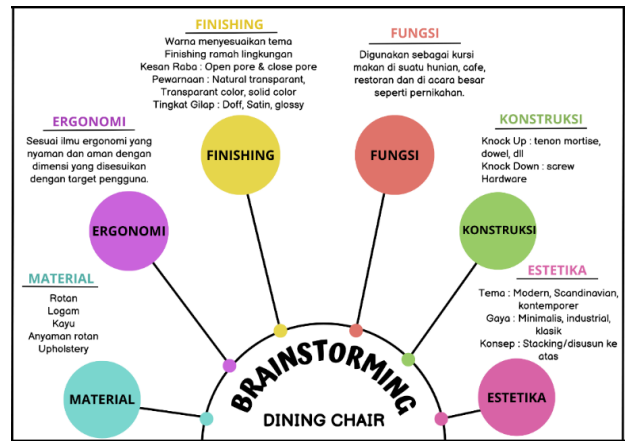 FINISHING
Warna menyesuaikan tema
Finishing ramah lingkungan
Kesan Raba : Open pore & close pore
Pewarnaan : Natural transparant,
Transparant color, solid color
Tingkat Gilap : Doff, Satin, glossy
FINISHING
FUNGSI
Digunakan sebagai kursi
makan di suatu hunian, cafe,
restoran dan di acara besar
seperti pernikahan.
FUNGSI
ERGONOMI
Sesuai ilmu ergonomi yang
nyaman dan aman dengan
dimensi yang disesuikan
dengan target pengguna.
ERGONOMI
KONSTRUKSI
Knock Up : tenon mortise,
dowel, dll
Knock Down : screw
Hardware
KONSTRUKSI
MATERIAL
Rotan
Logam
Kayu
Anyaman rotan
Upholstery
MATERIAL
ESTETIKA
Tema : Modern, Scandinavian,
kontemporer
Gaya : Minimalis, industrial,
klasik
Konsep : Stacking/disusun ke
atas
ESTETIKA
BRAINSTORMING
DINING CHAIR